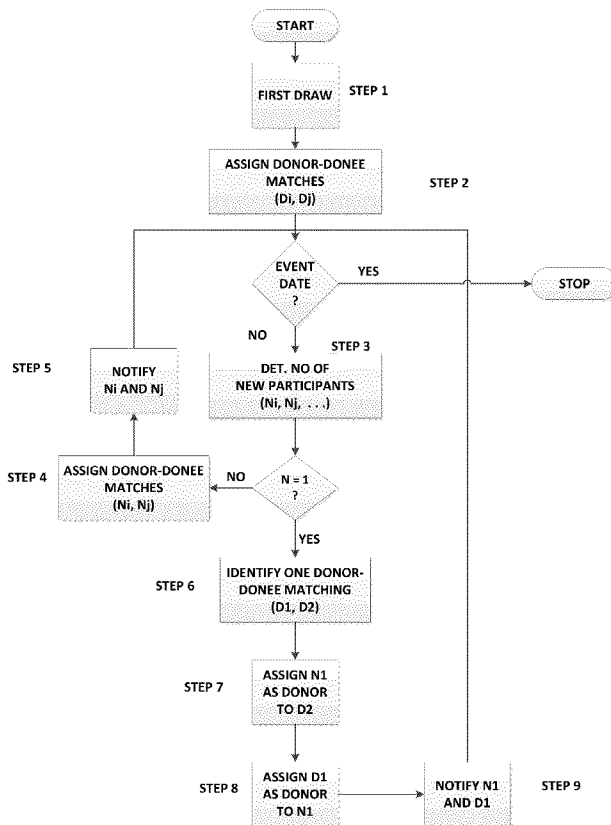 START
FIRST DRAW
STEP 1
ASSIGN DONOR-DONEE
MATCHES
(Di, Dj)
STEP 2
EVENT
DATE
?
YES
STOP
NO
STEP 3
DET. NO OF
NEW PARTICIPANTS
(Ni, Nj, . . .)
STEP 5
NOTIFY
Ni AND Nj
STEP 4
ASSIGN DONOR-DONEE
MATCHES
(Ni, Nj)
NO
N = 1
?
YES
STEP 6
IDENTIFY ONE DONOR-
DONEE MATCHING
(D1, D2)
STEP 7
ASSIGN N1
AS DONOR
TO D2
STEP 8
ASSIGN D1
AS DONOR
TO N1
NOTIFY N1
AND D1
STEP 9